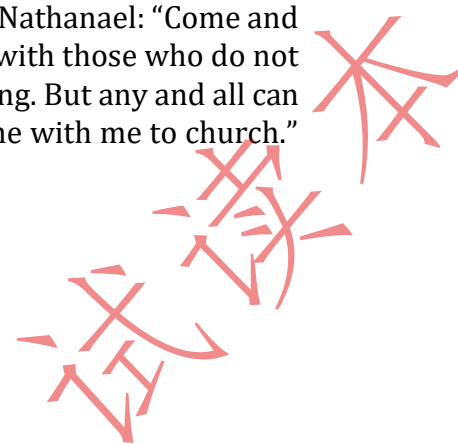 Nathanael: “Come and
with those who do not
ng. But any and all can
ne with me to church.”
试读本